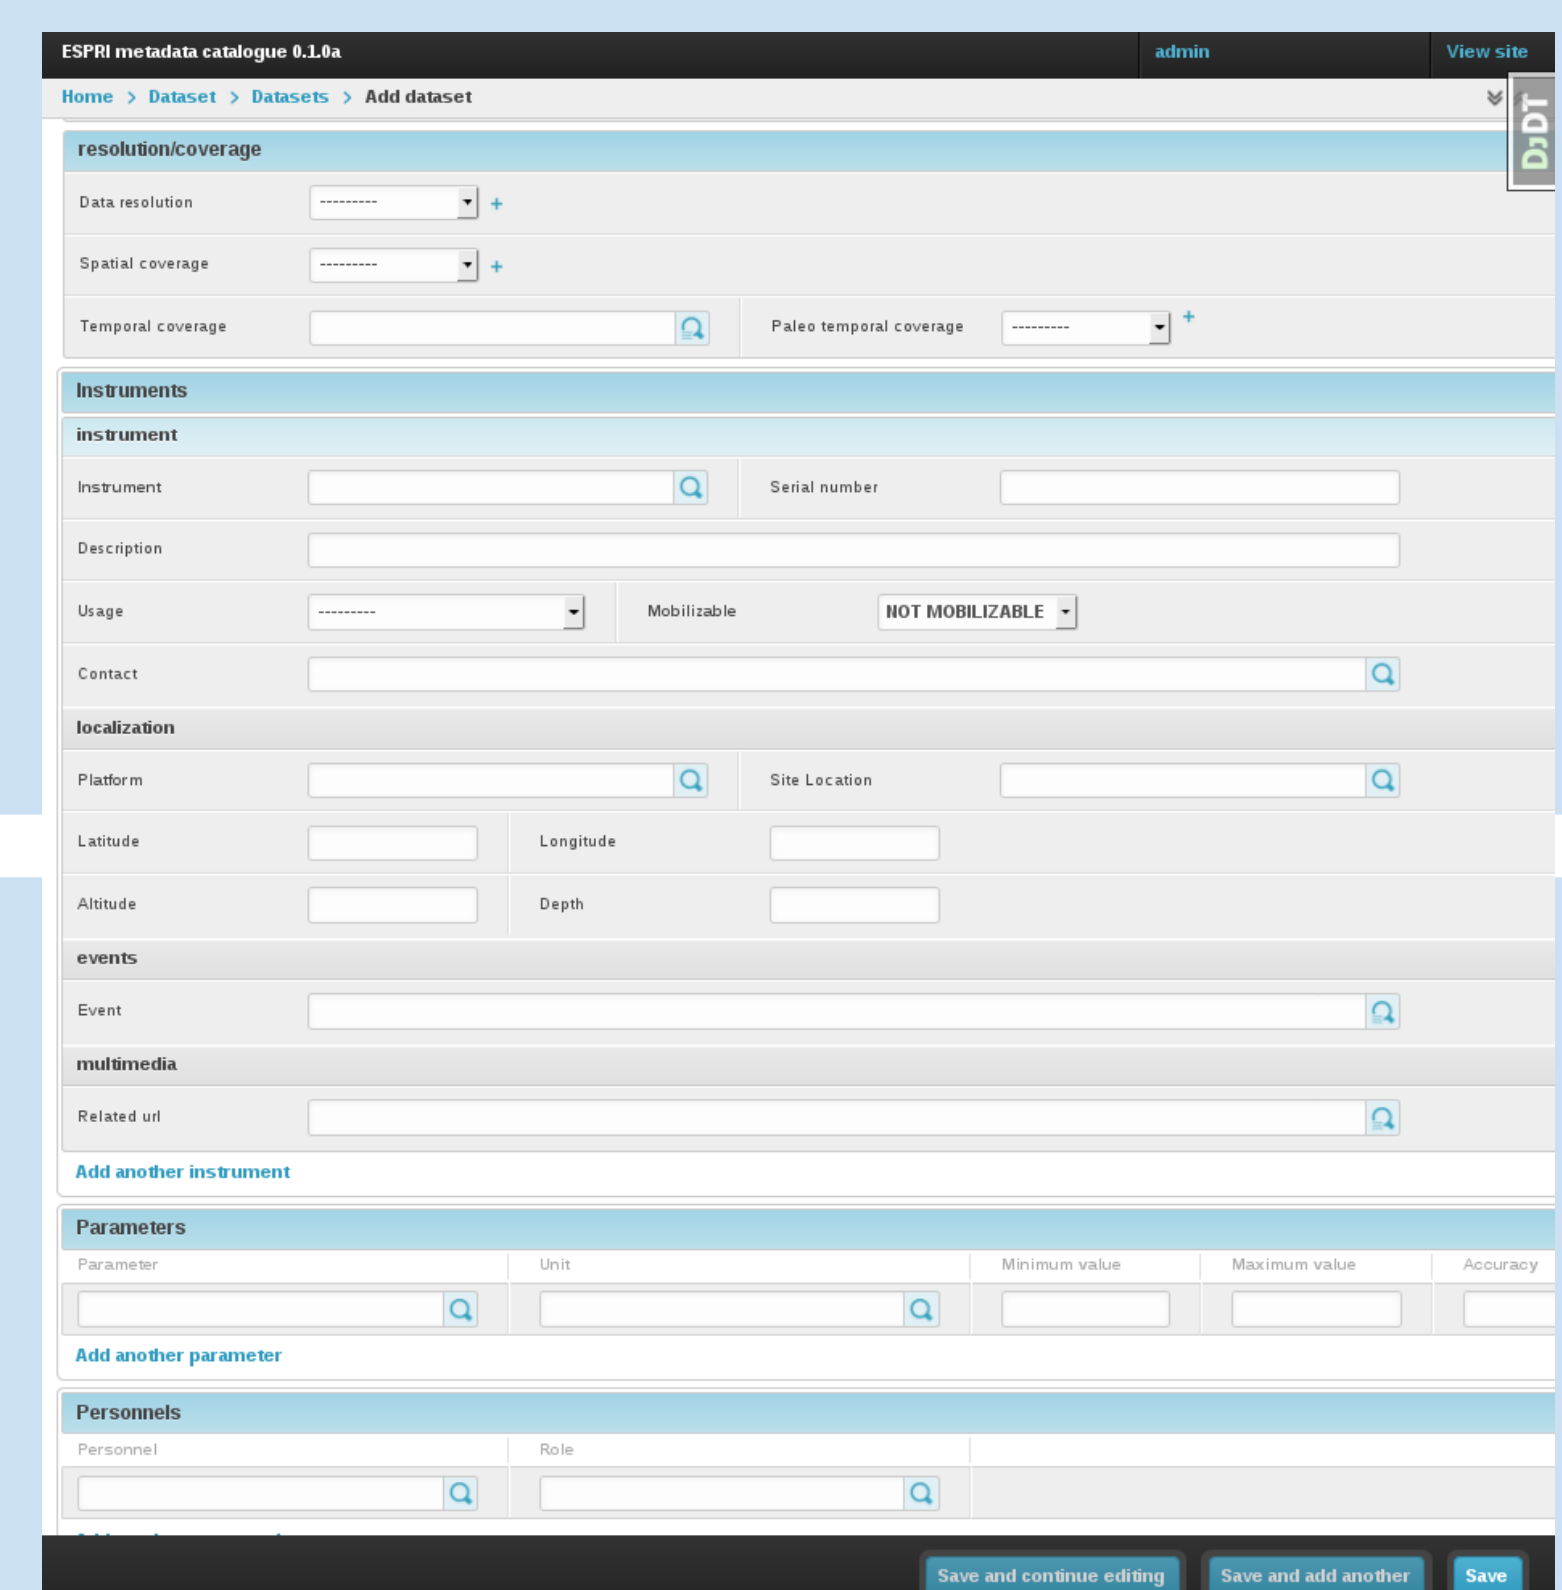 ESPRI metadata catalogue 0.1.0a admin View site
Home > Dataset > Datasets > Add dataset
DJDT
resolution/coverage
Data resolution --------- +
Spatial coverage --------- +
Temporal coverage Paleo temporal coverage --------- +
Instruments
instrument
Instrument Serial number
Description
Usage --------- Mobilizable NOT MOBILIZABLE
Contact
localization
Platform Site Location
Latitude Longitude
Altitude Depth
events
Event
multimedia
Related url
Add another instrument
Parameters
Parameter Unit Minimum value Maximum value Accuracy
Add another parameter
Personnels
Personnel Role
Save and continue editing Save and add another Save